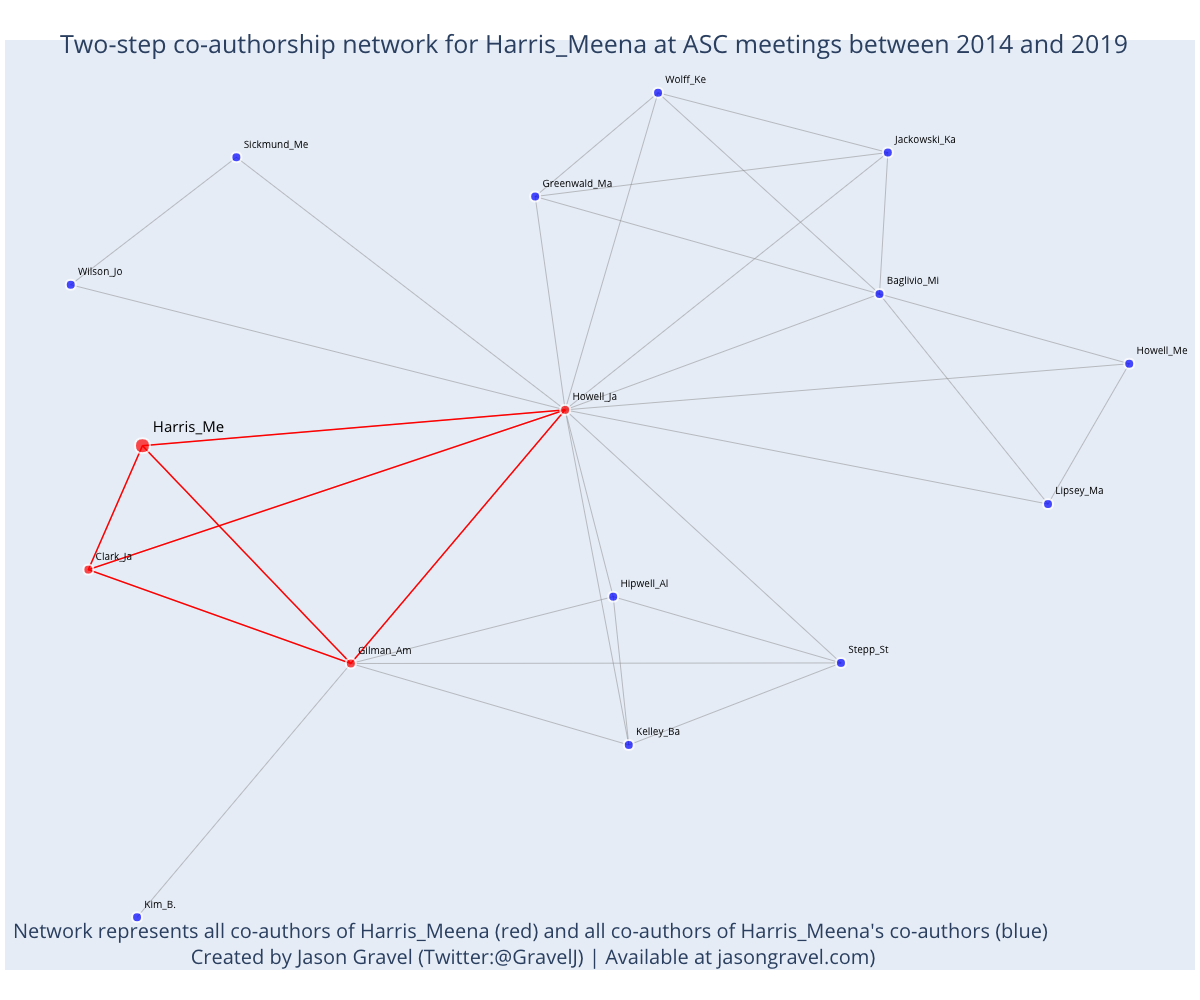 Two-step co-authorship network for Harris_Meena at ASC meetings between 2014 and 2019
Wolff_Ke
Jackowski_Ka
Sickmund_Me
Greenwald_Ma
Wilson_Jo
Baglivio_Mi
Howell_Me
Howell_Ja
Harris_Me
Lipsey_Ma
Clark_Ja
Hipwell_Al
Gilman_Am
Stepp_St
Kelley_Ba
Kim_B.
Network represents all co-authors of Harris_Meena (red) and all co-authors of Harris_Meena's co-authors (blue)
Created by Jason Gravel (Twitter:@GravelJ) | Available at jasongravel.com)